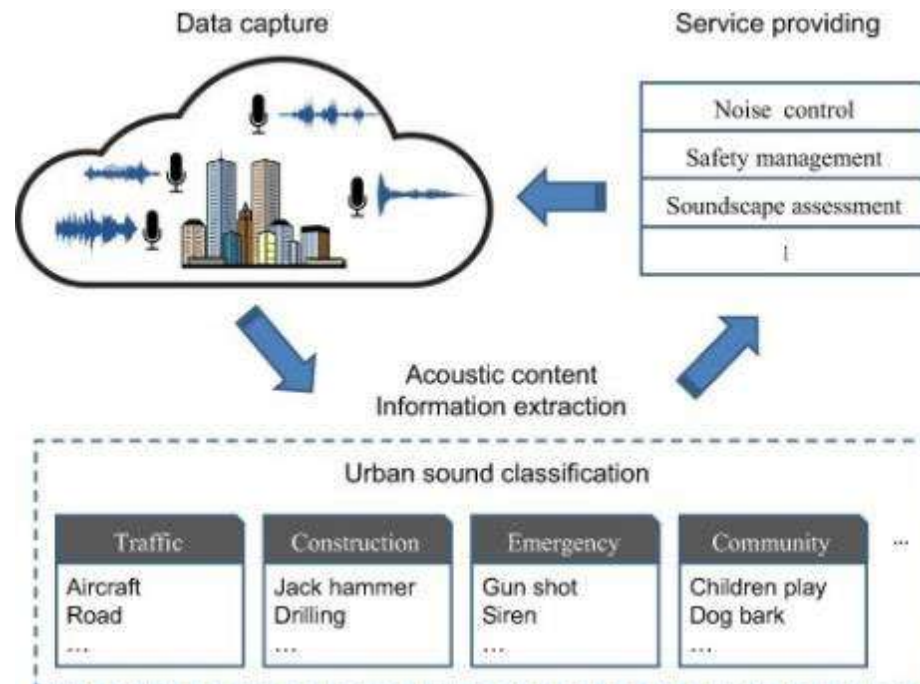 Data capture
Service providing
Noise control
Safety management
Soundscape assessment
Acoustic content
Information extraction
Urban sound classification
Traffic
Aircraft
Road
...
Construction
Jack hammer
Drilling
...
Emergency
Gun shot
Siren
...
Community
Children play
Dog bark
...
...